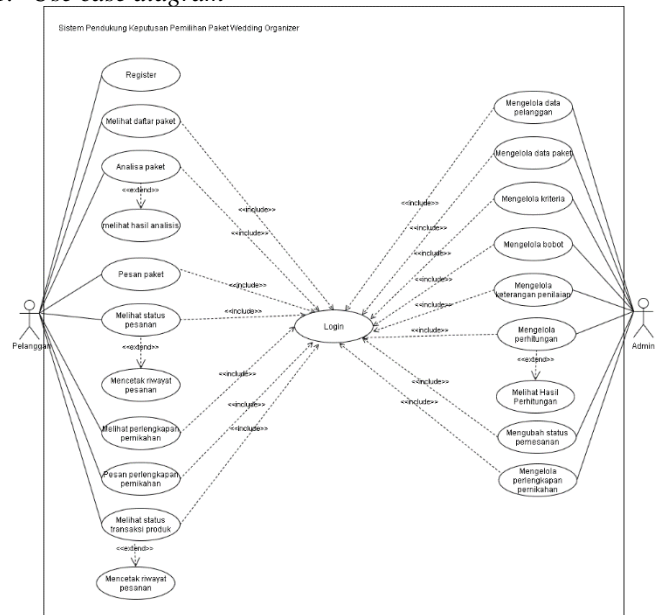 Use case diagram
Sistem Pendukung Keputusan Pemilihan Paket Wedding Organizer
Register
Melihat daftar paket
Analisa paket
<<extend>>
melihat hasil analisis
Pesan paket
Melihat status
pesanan
<<extend>>
Mencetak riwayat
pesanan
Melihat perlengkapan
pernikahan
Pesan perlengkapan
pernikahan
Melihat status
transaksi produk
<<extend>>
Mencetak riwayat
pesanan
Pelanggan
<<include>>
<<include>>
<<include>>
<<include>>
<<include>>
<<include>>
<<include>>
Login
<<include>>
<<include>>
<<include>>
<<include>>
<<include>>
<<include>>
<<include>>
<<include>>
Mengelola data
pelanggan
Mengelola data paket
Mengelola kriteria
Mengelola bobot
Mengelola
keterangan penilaian
Mengelola
perhitungan
<<extend>>
Melihat Hasil
Perhitungan
Mengubah status
pemesanan
Mengelola
perlengkapan
pernikahan
Admin